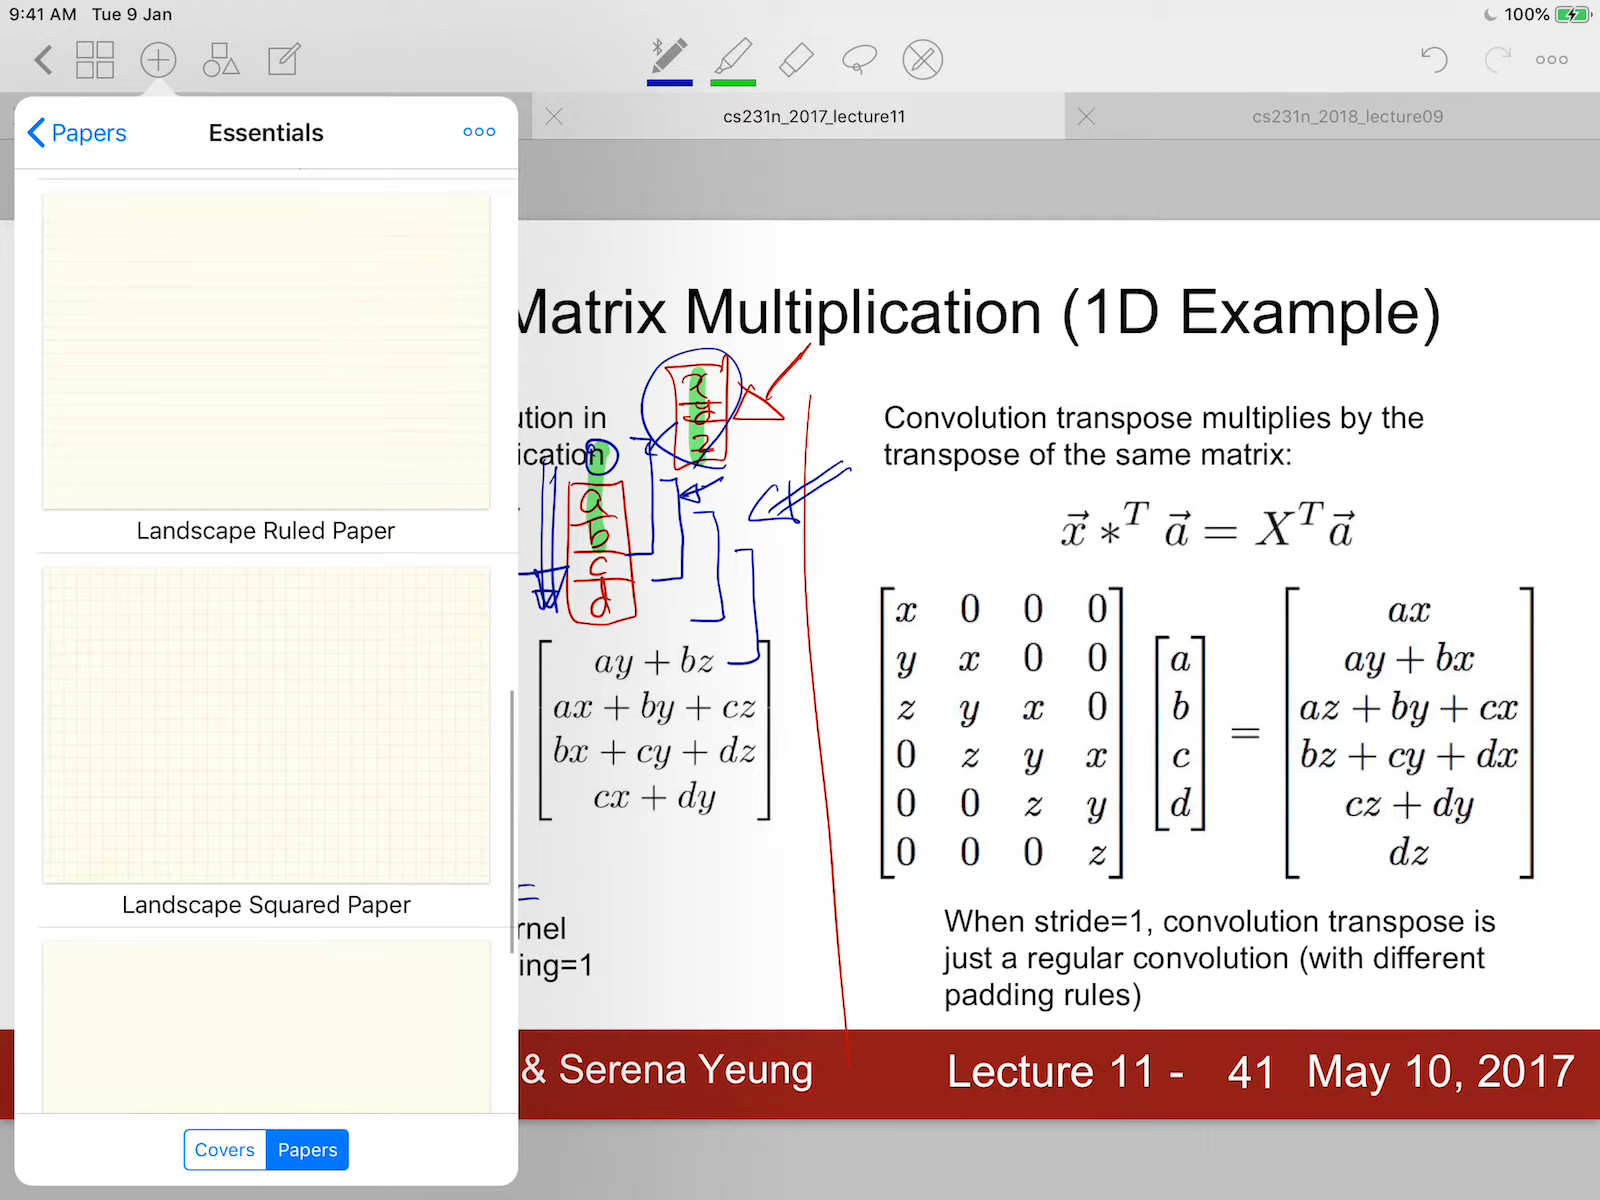 9:41 AM Tue 9 Jan
100%
cs231n_2017_lecture11
cs231n_2018_lecture09
Papers
Essentials
Landscape Ruled Paper
Landscape Squared Paper
Covers
Papers
Matrix Multiplication (1D Example)
x
y
z
ution in
ication
a
b
c
d
ay + bz
ax + by + cz
bx + cy + dz
cx + dy
=
rnel
ing=1
Convolution transpose multiplies by the
transpose of the same matrix:
x⃗ *ᵀ a⃗ = Xᵀa⃗
x 0 0 0
y x 0 0
z y x 0
0 z y x
0 0 z y
0 0 0 z
a
b
c
d
=
ax
ay + bx
az + by + cx
bz + cy + dx
cz + dy
dz
When stride=1, convolution transpose is
just a regular convolution (with different
padding rules)
& Serena Yeung
Lecture 11 - 41 May 10, 2017